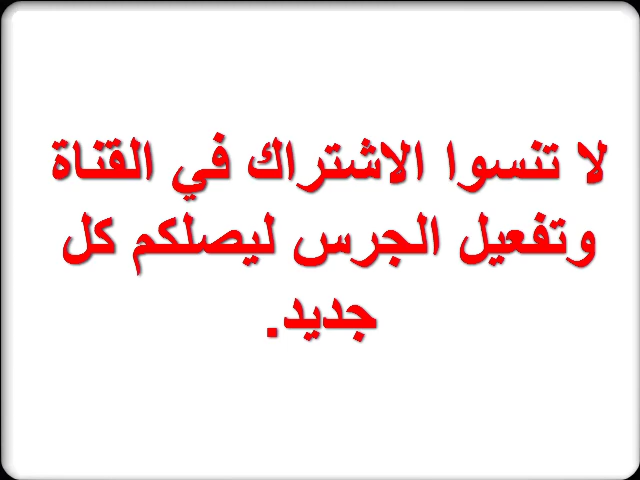 لا تنسوا الاشتراك في القناة
وتفعيل الجرس ليصلكم كل
جديد.